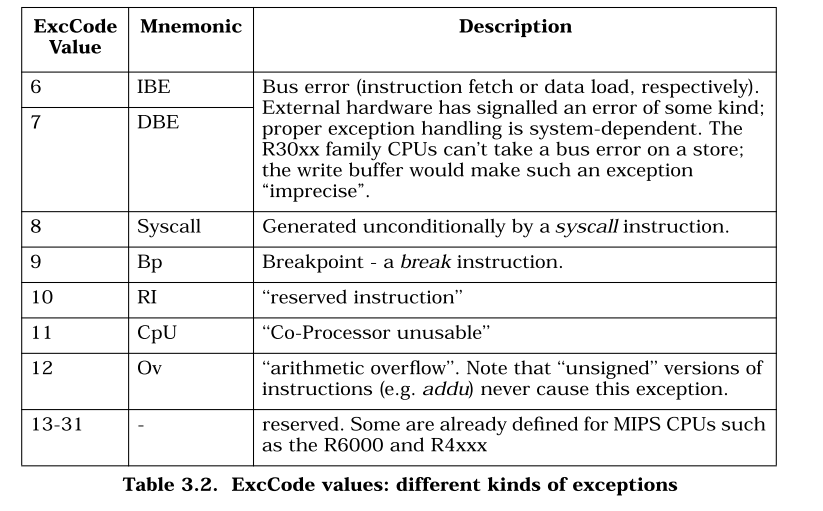 ExcCode Value Mnemonic Description
6 IBE Bus error (instruction fetch or data load, respectively).
External hardware has signalled an error of some kind;
7 DBE proper exception handling is system-dependent. The
R30xx family CPUs can't take a bus error on a store;
the write buffer would make such an exception
“imprecise”.
8 Syscall Generated unconditionally by a syscall instruction.
9 Bp Breakpoint - a break instruction.
10 RI “reserved instruction”
11 CpU “Co-Processor unusable”
12 Ov “arithmetic overflow”. Note that “unsigned” versions of
instructions (e.g. addu) never cause this exception.
13-31 - reserved. Some are already defined for MIPS CPUs such
as the R6000 and R4xxx
Table 3.2. ExcCode values: different kinds of exceptions